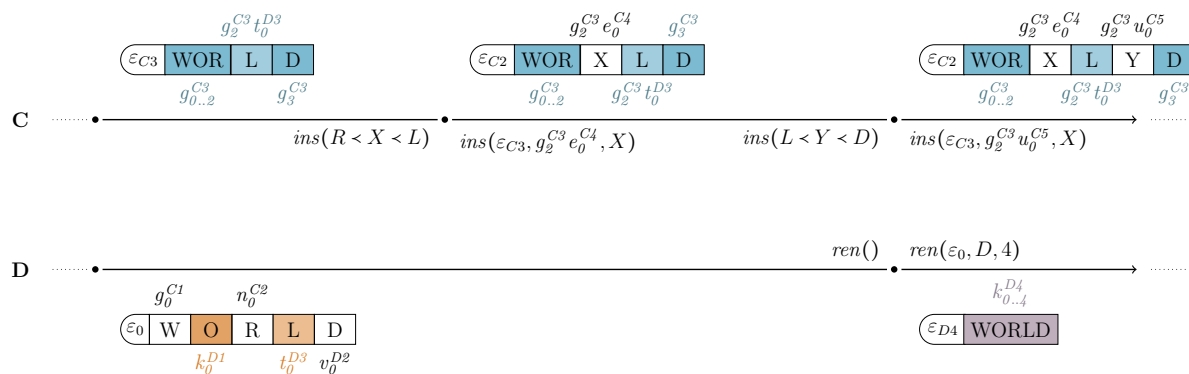 g_2^{C3} t_0^{D3} g_2^{C3} e_0^{C4} g_3^{C3} g_2^{C3} e_0^{C4} g_2^{C3} u_0^{C5}
ε_{C3} WOR L D ε_{C2} WOR X L D ε_{C2} WOR X L Y D
g_{0..2}^{C3} g_3^{C3} g_{0..2}^{C3} g_2^{C3} t_0^{D3} g_{0..2}^{C3} g_2^{C3} t_0^{D3} g_3^{C3}
C
ins(R ≺ X ≺ L) ins(ε_{C3}, g_2^{C3} e_0^{C4}, X) ins(L ≺ Y ≺ D) ins(ε_{C3}, g_2^{C3} u_0^{C5}, X)
ren() ren(ε_0, D, 4)
D
g_0^{C1} n_0^{C2} k_{0..4}^{D4}
ε_0 W O R L D ε_{D4} WORLD
k_0^{D1} t_0^{D3} v_0^{D2}